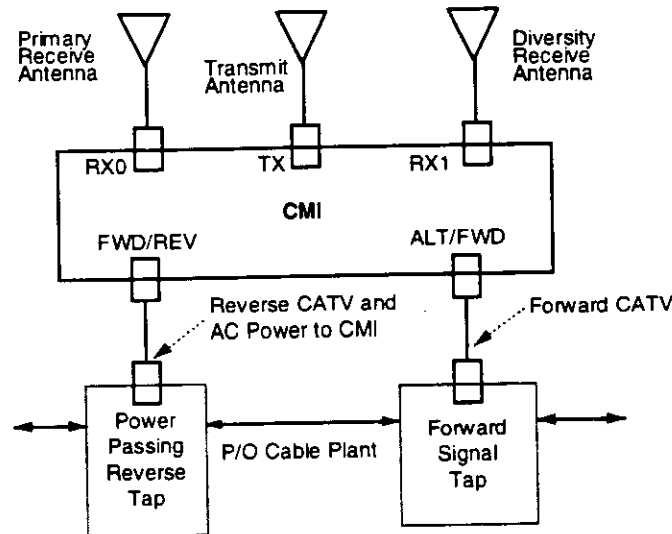 Primary
Receive
Antenna
Transmit
Antenna
Diversity
Receive
Antenna
RX0
TX
RX1
CMI
FWD/REV
ALT/FWD
Reverse CATV and
AC Power to CMI
Forward CATV
Power
Passing
Reverse
Tap
P/O Cable Plant
Forward
Signal
Tap